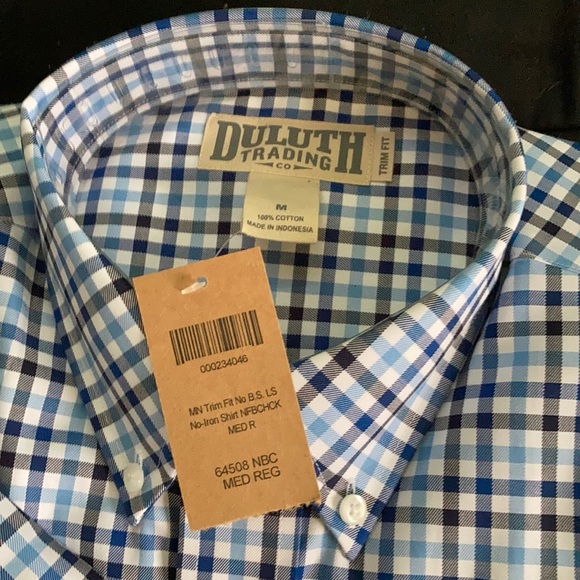 DULUTH
TRADING
CO
TRIM FIT
M
100% COTTON
MADE IN INDONESIA
000234046
MN Trim Fit No B.S. LS
No-Iron Shirt NFBCHCK
MED R
64508 NBC
MED REG